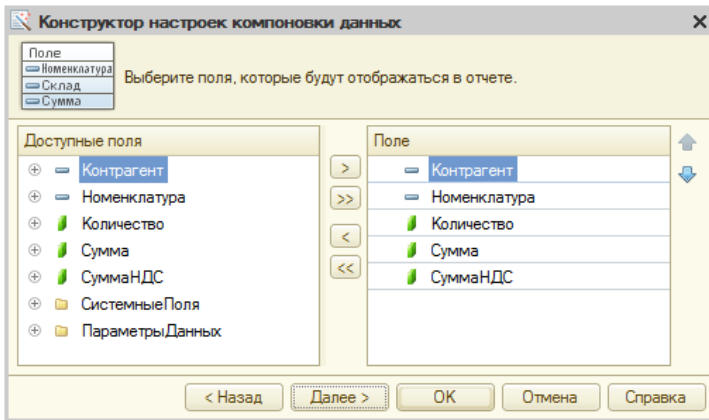 Конструктор настроек компоновки данных
Поле
Номенклатура
Склад
Сумма
Выберите поля, которые будут отображаться в отчете.
Доступные поля
Контрагент
Номенклатура
Количество
Сумма
СуммаНДС
СистемныеПоля
ПараметрыДанных
>
>>
<
<<
Поле
Контрагент
Номенклатура
Количество
Сумма
СуммаНДС
< Назад Далее > OK Отмена Справка